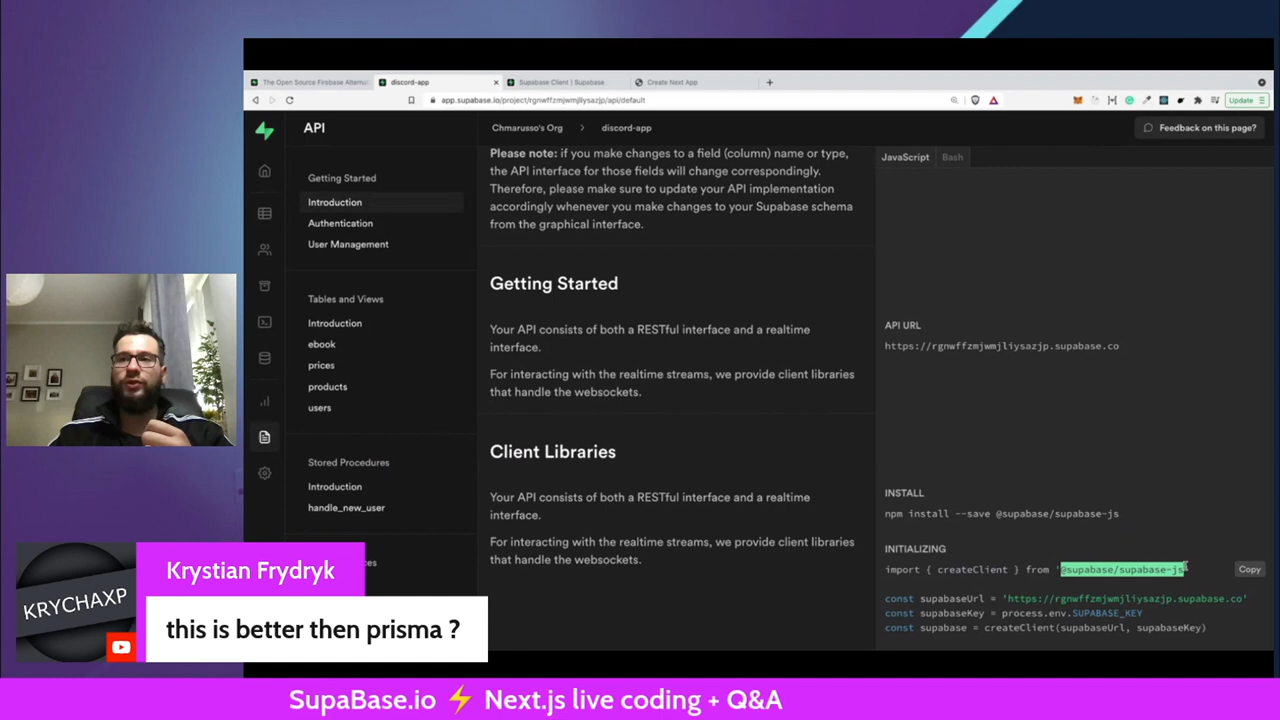 The Open Source Firebase Alternat
discord-app
Supabase Client | Supabase
Create Next App
app.supabase.io/project/rgnwffzmjwmjliysazjp/api/default
Update
API
Chmarusso's Org
discord-app
Feedback on this page?
Getting Started
Introduction
Authentication
User Management
Tables and Views
Introduction
ebook
prices
products
users
Stored Procedures
Introduction
handle_new_user
Please note: if you make changes to a field (column) name or type,
the API interface for those fields will change correspondingly.
Therefore, please make sure to update your API implementation
accordingly whenever you make changes to your Supabase schema
from the graphical interface.
Getting Started
Your API consists of both a RESTful interface and a realtime
interface.
For interacting with the realtime streams, we provide client libraries
that handle the websockets.
Client Libraries
Your API consists of both a RESTful interface and a realtime
interface.
For interacting with the realtime streams, we provide client libraries
that handle the websockets.
JavaScript
Bash
API URL
https://rgnwffzmjwmjliysazjp.supabase.co
INSTALL
npm install --save @supabase/supabase-js
INITIALIZING
import { createClient } from '@supabase/supabase-js
Copy
const supabaseUrl = 'https://rgnwffzmjwmjliysazjp.supabase.co'
const supabaseKey = process.env.SUPABASE_KEY
const supabase = createClient(supabaseUrl, supabaseKey)
KRYCHAXP
Krystian Frydryk
this is better then prisma ?
SupaBase.io ⚡ Next.js live coding + Q&A